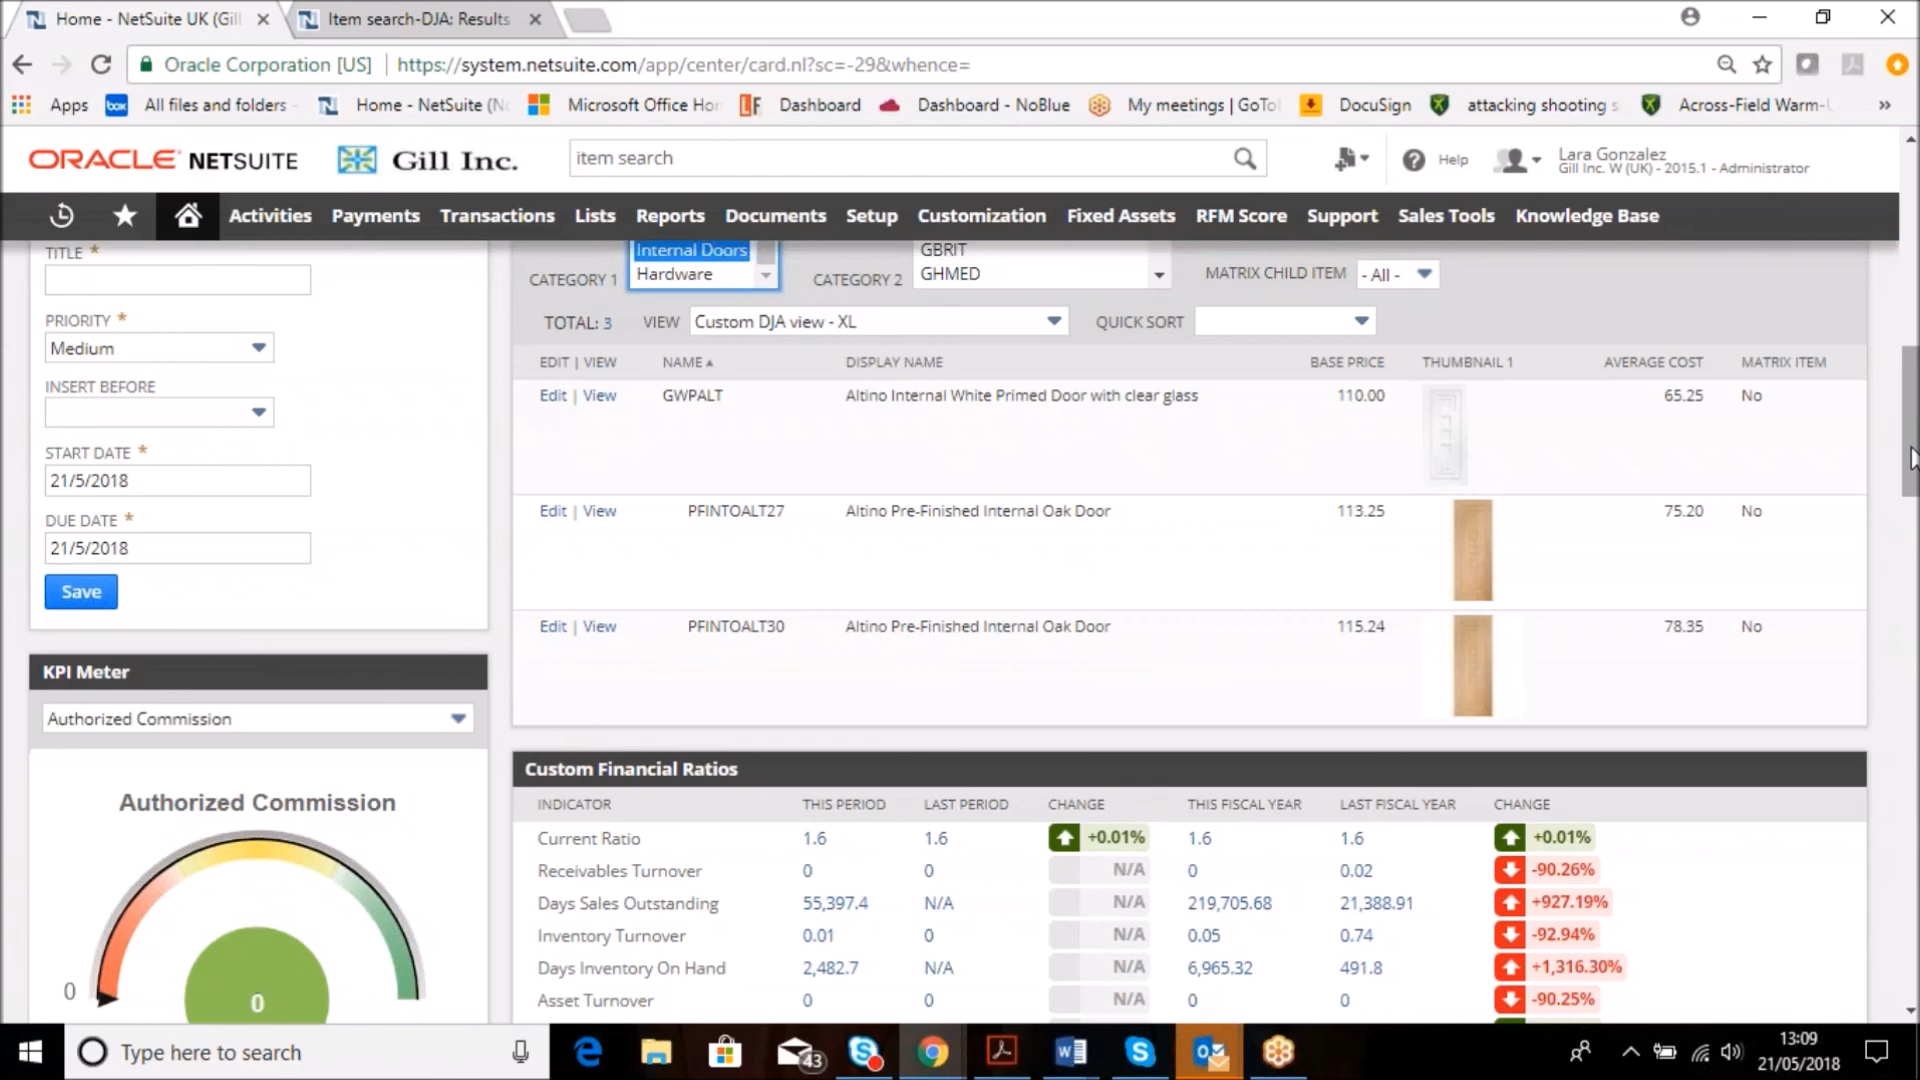 Home - NetSuite UK (Gill
Item search-DJA: Results
Oracle Corporation [US]
https://system.netsuite.com/app/center/card.nl?sc=-29&whence=
Apps
box
All files and folders
Home - NetSuite (No
Microsoft Office Hom
Dashboard
Dashboard - NoBlue
My meetings | GoTo
DocuSign
attacking shooting s
Across-Field Warm-
ORACLE NETSUITE
Gill Inc.
item search
Help
Lara Gonzalez
Gill Inc. W (UK) - 2015.1 - Administrator
Activities
Payments
Transactions
Lists
Reports
Documents
Setup
Customization
Fixed Assets
RFM Score
Support
Sales Tools
Knowledge Base
TITLE *
PRIORITY *
Medium
INSERT BEFORE
START DATE *
21/5/2018
DUE DATE *
21/5/2018
Save
KPI Meter
Authorized Commission
Authorized Commission
0
0
CATEGORY 1
Internal Doors
Hardware
CATEGORY 2
GBRIT
GHMED
MATRIX CHILD ITEM
- All -
TOTAL: 3
VIEW
Custom DJA view - XL
QUICK SORT
EDIT | VIEW NAME DISPLAY NAME BASE PRICE THUMBNAIL 1 AVERAGE COST MATRIX ITEM
Edit | View GWPALT Altino Internal White Primed Door with clear glass 110.00 65.25 No
Edit | View PFINTOALT27 Altino Pre-Finished Internal Oak Door 113.25 75.20 No
Edit | View PFINTOALT30 Altino Pre-Finished Internal Oak Door 115.24 78.35 No
Custom Financial Ratios
INDICATOR THIS PERIOD LAST PERIOD CHANGE THIS FISCAL YEAR LAST FISCAL YEAR CHANGE
Current Ratio 1.6 1.6 +0.01% 1.6 1.6 +0.01%
Receivables Turnover 0 0 N/A 0 0.02 -90.26%
Days Sales Outstanding 55,397.4 N/A N/A 219,705.68 21,388.91 +927.19%
Inventory Turnover 0.01 0 N/A 0.05 0.74 -92.94%
Days Inventory On Hand 2,482.7 N/A N/A 6,965.32 491.8 +1,316.30%
Asset Turnover 0 0 N/A 0 0 -90.25%
Type here to search
43
13:09
21/05/2018